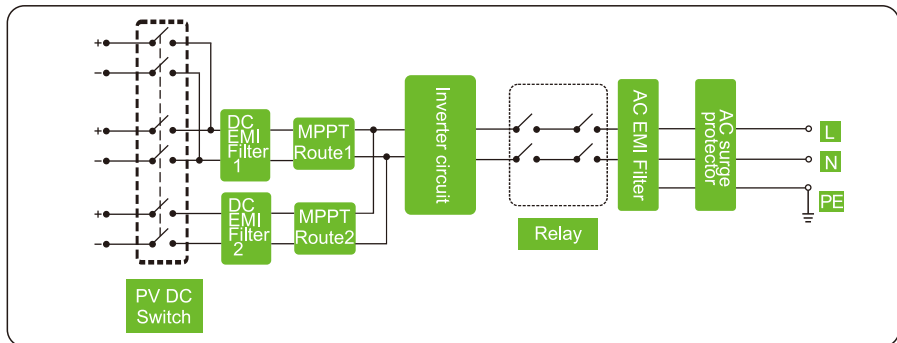 +
−
+
−
+
−
DC
EMI
Filter
1
MPPT
Route1
DC
EMI
Filter
2
MPPT
Route2
Inverter circuit
AC EMI Filter
AC surge
protector
L
N
PE
Relay
PV DC
Switch